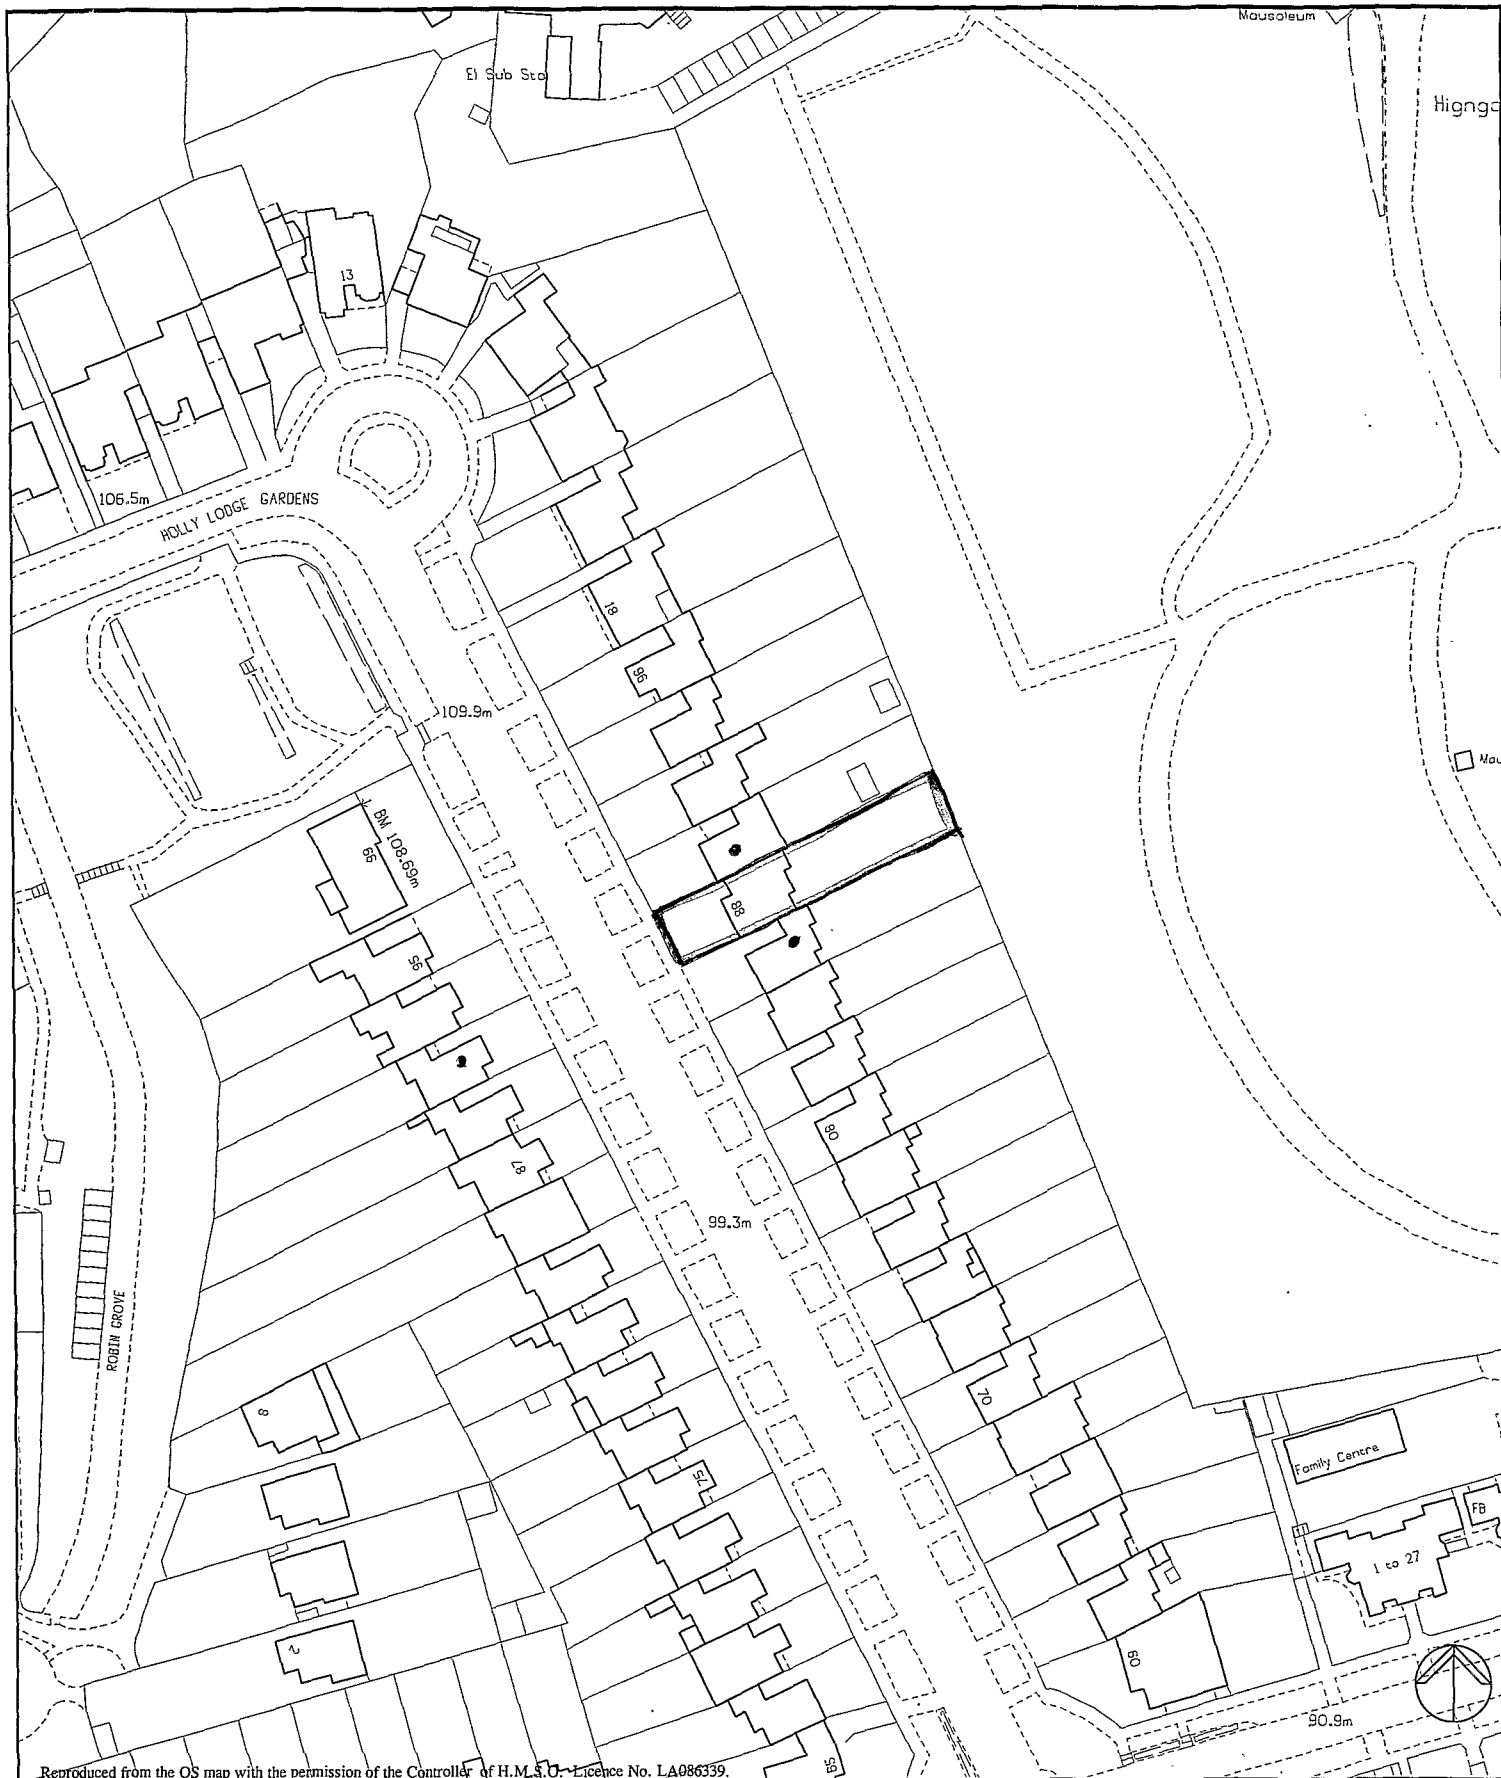 Mausoleum
El Sub Sta
Highga
13
106.5m
HOLLY LODGE GARDENS
18
96
109.9m
Mau
BM 108.69m
99
88
95
80
87
99.3m
ROBIN GROVE
70
8
Family Centre
75
FB
1 to 27
2
60
90.9m
65
Reproduced from the OS map with the permission of the Controller of H.M.S.O. Licence No. LA086339.